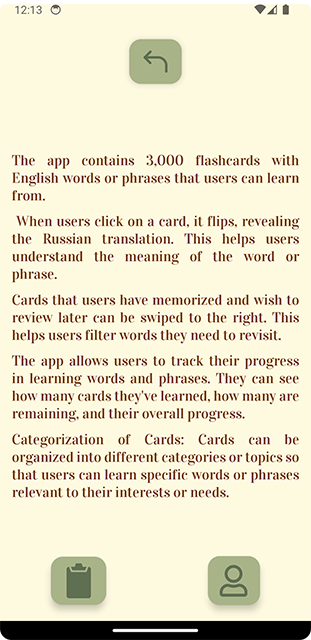 12:13
The app contains 3,000 flashcards with
English words or phrases that users can learn
from.
When users click on a card, it flips, revealing
the Russian translation. This helps users
understand the meaning of the word or
phrase.
Cards that users have memorized and wish to
review later can be swiped to the right. This
helps users filter words they need to revisit.
The app allows users to track their progress
in learning words and phrases. They can see
how many cards they've learned, how many are
remaining, and their overall progress.
Categorization of Cards: Cards can be
organized into different categories or topics so
that users can learn specific words or phrases
relevant to their interests or needs.